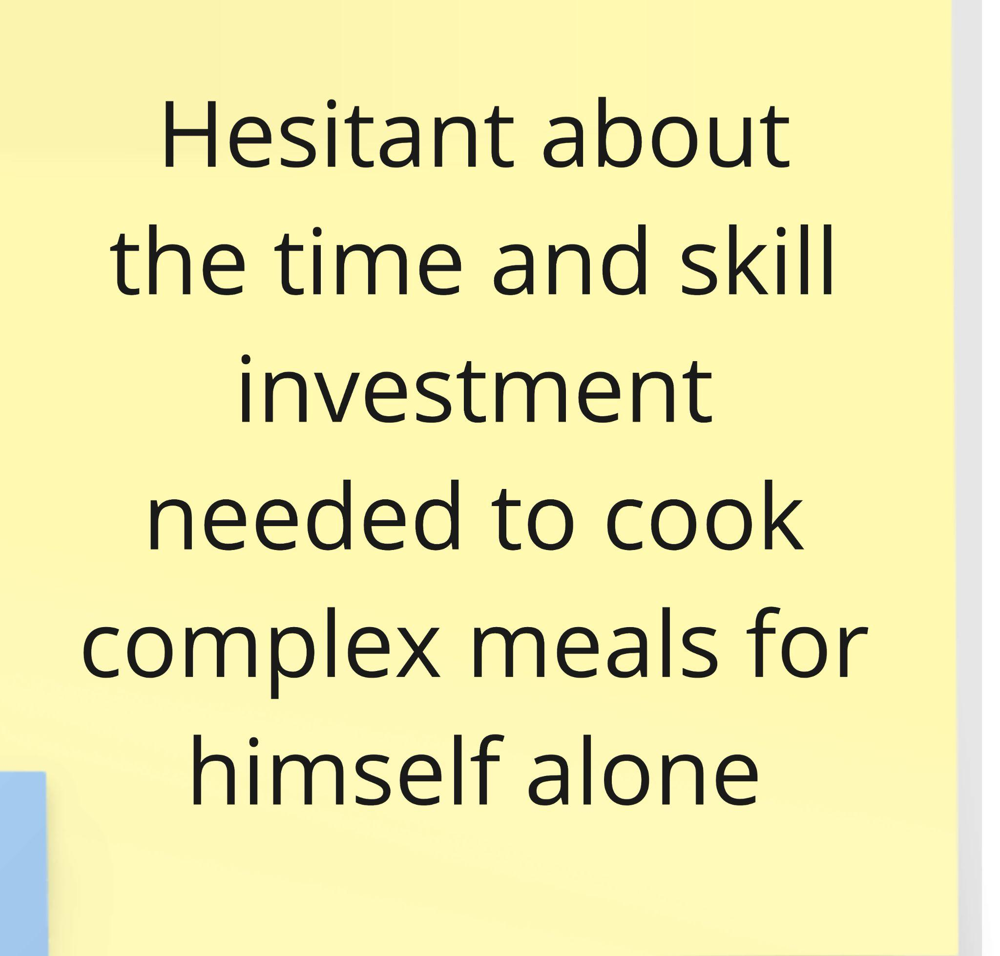 Hesitant about
the time and skill
investment
needed to cook
complex meals for
himself alone